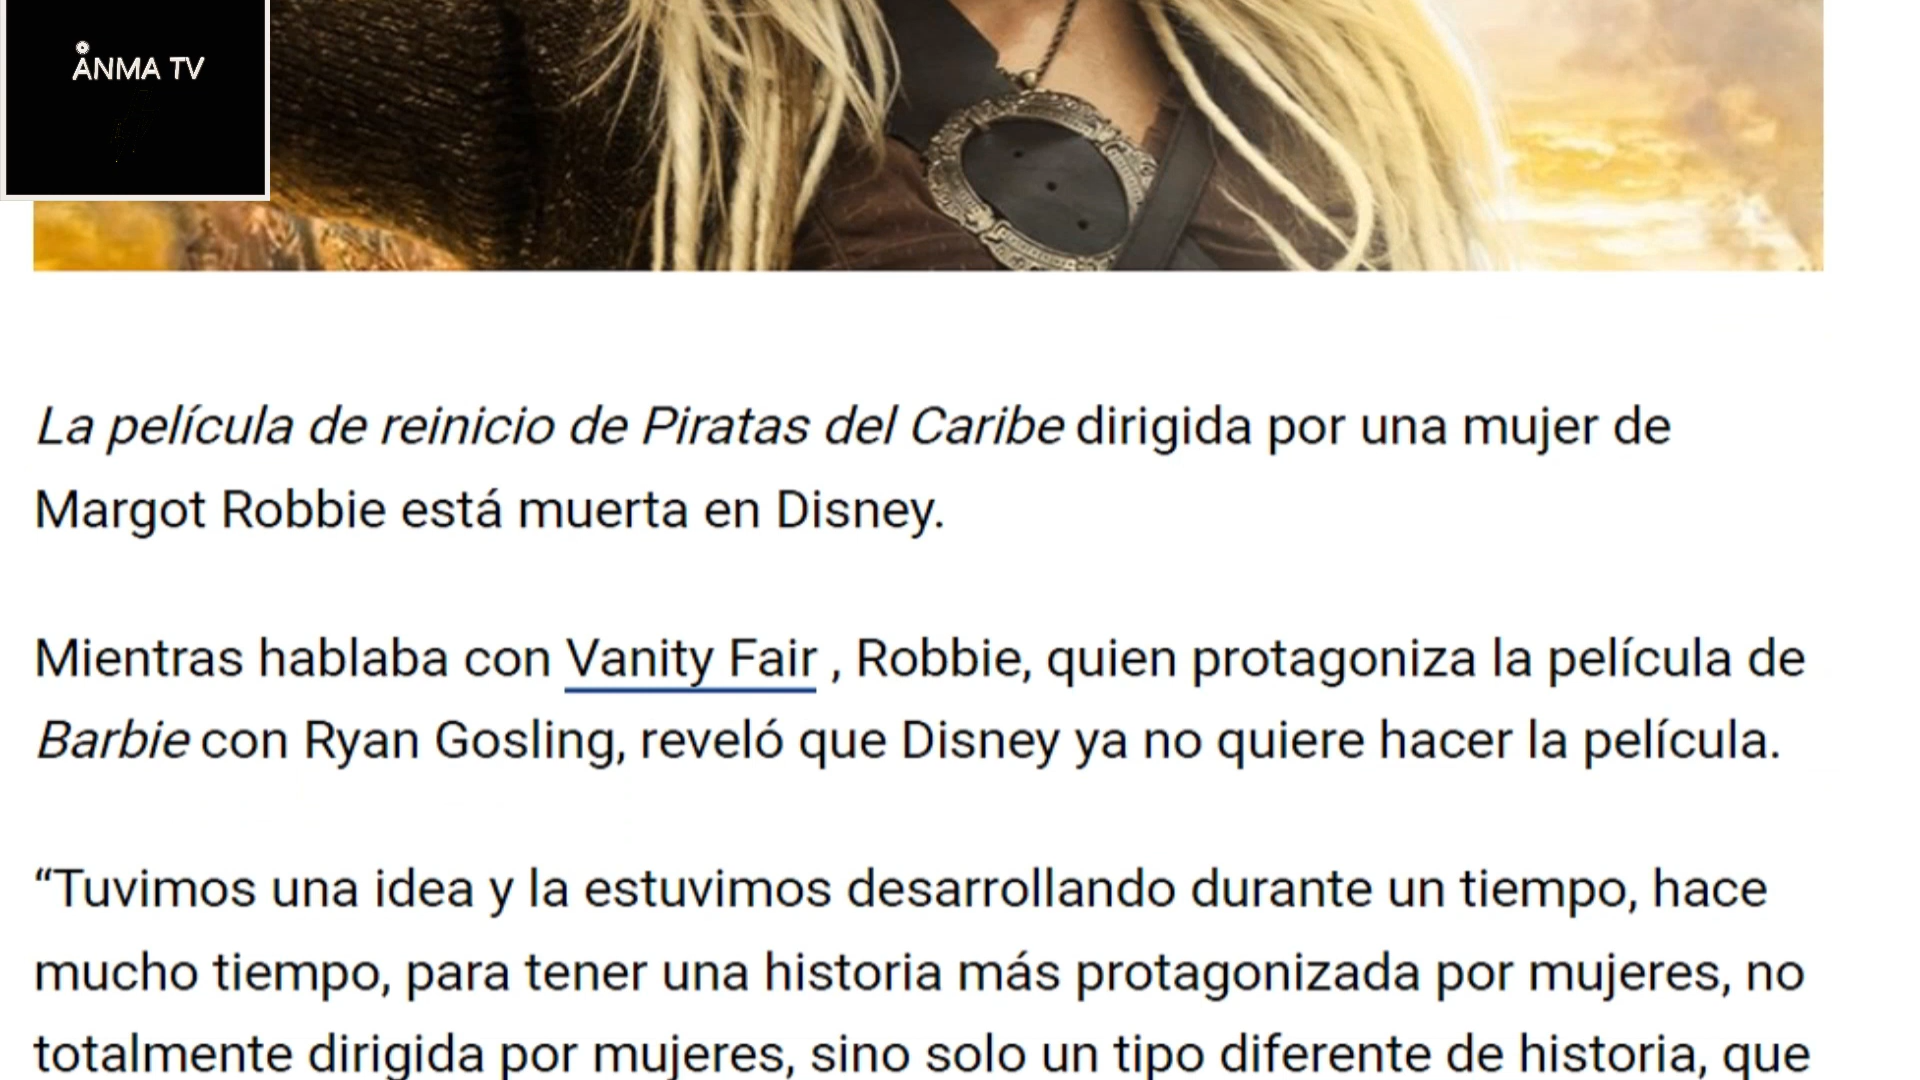 ANMA TV
La película de reinicio de Piratas del Caribe dirigida por una mujer de
Margot Robbie está muerta en Disney.
Mientras hablaba con Vanity Fair , Robbie, quien protagoniza la película de
Barbie con Ryan Gosling, reveló que Disney ya no quiere hacer la película.
“Tuvimos una idea y la estuvimos desarrollando durante un tiempo, hace
mucho tiempo, para tener una historia más protagonizada por mujeres, no
totalmente dirigida por mujeres, sino solo un tipo diferente de historia, que